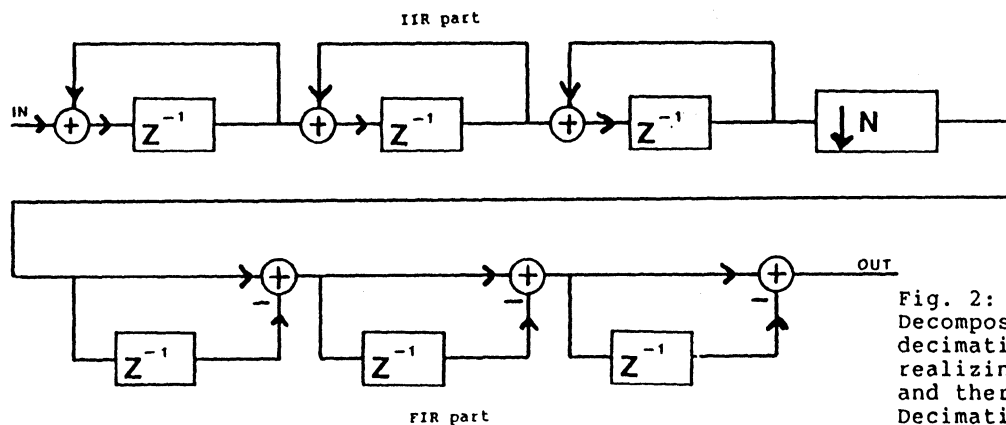 IIR part
IN
+
Z⁻¹
+
Z⁻¹
+
Z⁻¹
↓ N
+
+
+
OUT
−
−
−
Z⁻¹
Z⁻¹
Z⁻¹
FIR part
Fig. 2:
Decompos
decimati
realizin
and ther
Decimati